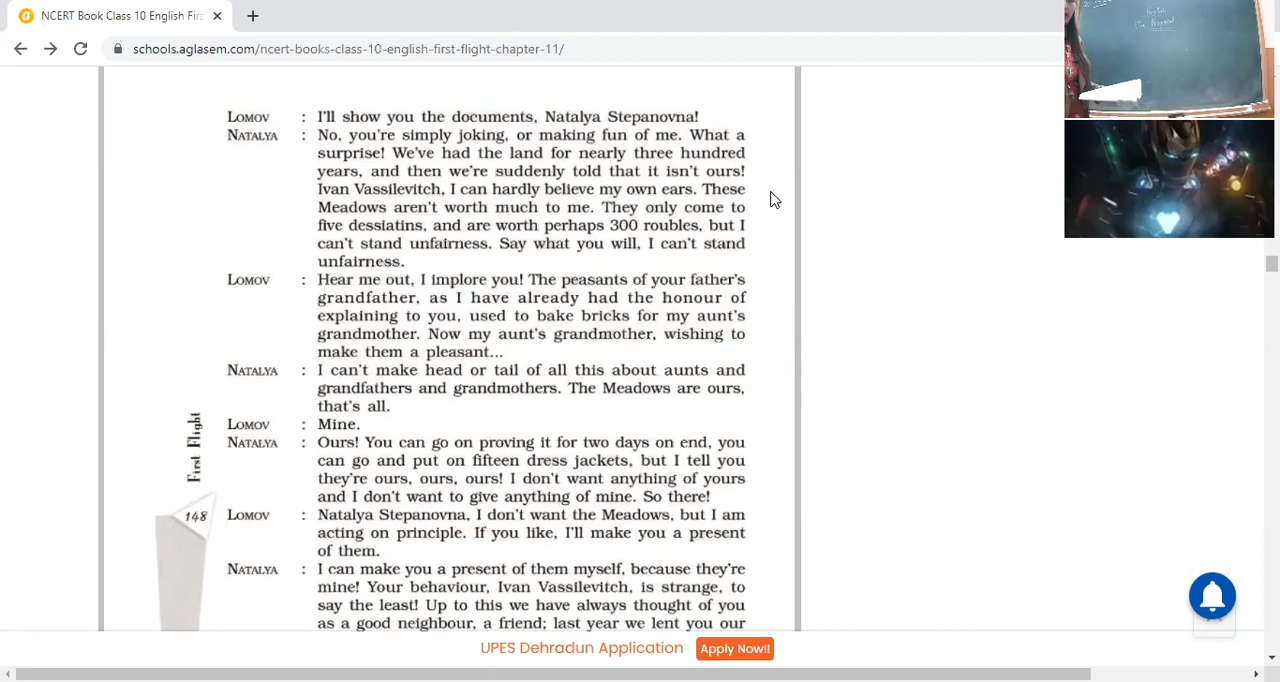 NCERT Book Class 10 English Firs
schools.aglasem.com/ncert-books-class-10-english-first-flight-chapter-11/
LOMOV : I'll show you the documents, Natalya Stepanovna!
NATALYA : No, you're simply joking, or making fun of me. What a
surprise! We've had the land for nearly three hundred
years, and then we're suddenly told that it isn't ours!
Ivan Vassilevitch, I can hardly believe my own ears. These
Meadows aren't worth much to me. They only come to
five dessiatins, and are worth perhaps 300 roubles, but I
can't stand unfairness. Say what you will, I can't stand
unfairness.
LOMOV : Hear me out, I implore you! The peasants of your father's
grandfather, as I have already had the honour of
explaining to you, used to bake bricks for my aunt's
grandmother. Now my aunt's grandmother, wishing to
make them a pleasant...
NATALYA : I can't make head or tail of all this about aunts and
grandfathers and grandmothers. The Meadows are ours,
that's all.
LOMOV : Mine.
NATALYA : Ours! You can go on proving it for two days on end, you
can go and put on fifteen dress jackets, but I tell you
they're ours, ours, ours! I don't want anything of yours
and I don't want to give anything of mine. So there!
LOMOV : Natalya Stepanovna, I don't want the Meadows, but I am
acting on principle. If you like, I'll make you a present
of them.
NATALYA : I can make you a present of them myself, because they're
mine! Your behaviour, Ivan Vassilevitch, is strange, to
say the least! Up to this we have always thought of you
as a good neighbour, a friend; last year we lent you our
First Flight
148
UPES Dehradun Application Apply Now!!